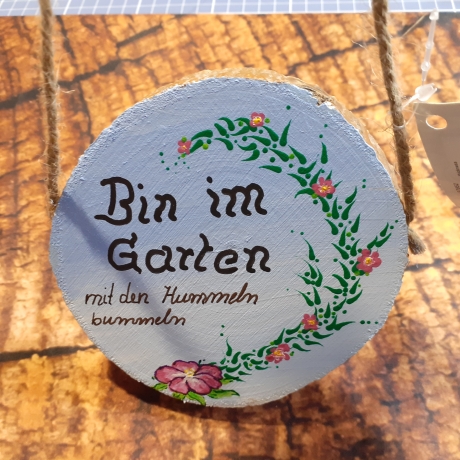 Bin im
Garten
mit den Hummeln
bummeln